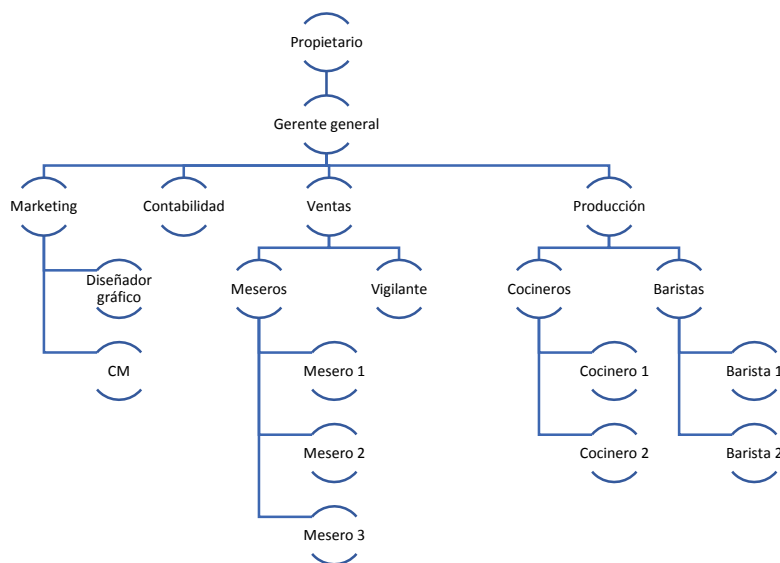 Propietario
Gerente general
Marketing
Contabilidad
Ventas
Producción
Diseñador
gráfico
Meseros
Vigilante
Cocineros
Baristas
CM
Mesero 1
Cocinero 1
Barista 1
Mesero 2
Cocinero 2
Barista 2
Mesero 3